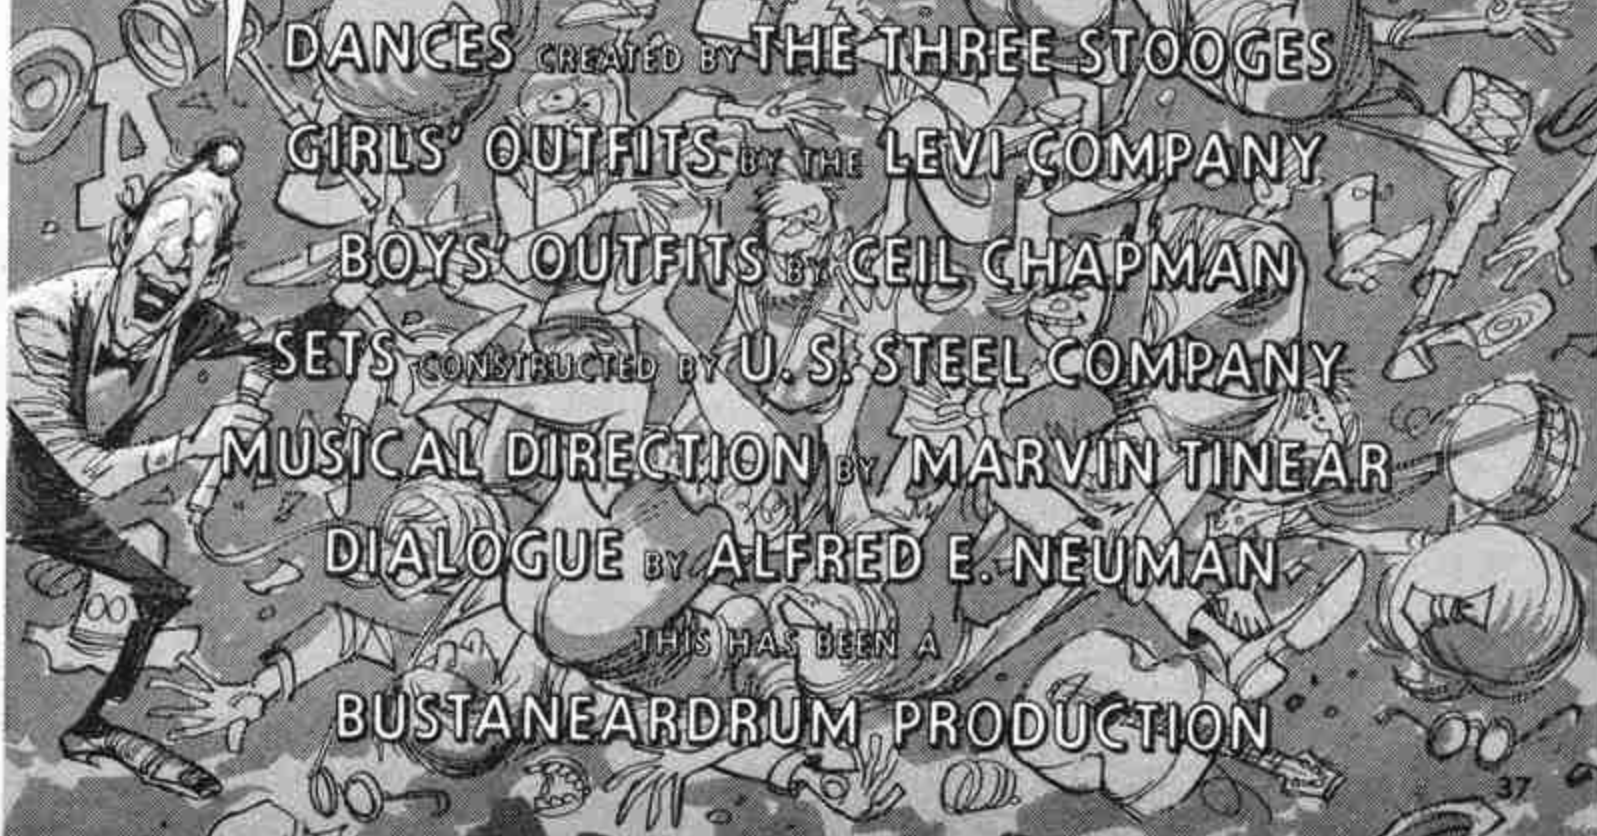 DANCES CREATED BY THE THREE STOOGES
GIRLS' OUTFITS BY THE LEVI COMPANY
BOYS' OUTFITS BY CEIL CHAPMAN
SETS CONSTRUCTED BY U. S. STEEL COMPANY
MUSICAL DIRECTION BY MARVIN TINEAR
DIALOGUE BY ALFRED E. NEUMAN
THIS HAS BEEN A
BUSTANEARDRUM PRODUCTION
37
A